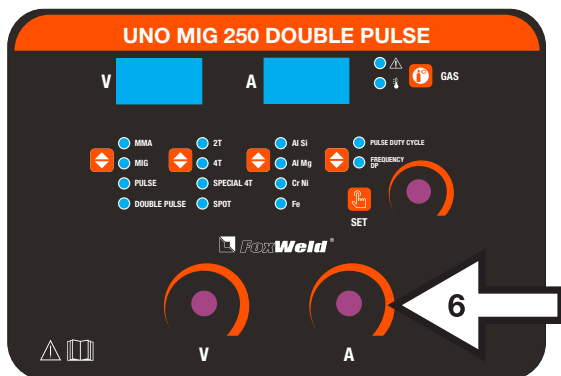 UNO MIG 250 DOUBLE PULSE
V
A
GAS
MMA
MIG
PULSE
DOUBLE PULSE
2T
4T
SPECIAL 4T
SPOT
Al Si
Al Mg
Cr Ni
Fe
PULSE DUTY CYCLE
FREQUENCY
DP
SET
FoxWeld®
6
V
A